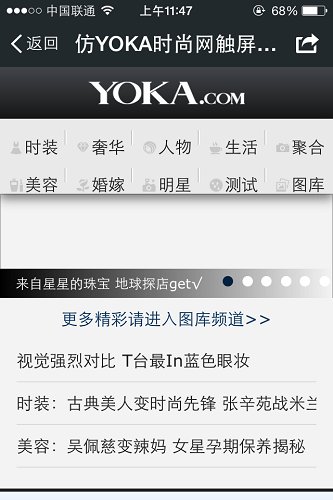 中国联通 上午11:47 68%
返回 仿YOKA时尚网触屏...
YOKA.COM
时装 奢华 人物 生活 聚合
美容 婚嫁 明星 测试 图库
来自星星的珠宝 地球探店get√
更多精彩请进入图库频道>>
视觉强烈对比 T台最In蓝色眼妆
时装：古典美人变时尚先锋 张辛苑战米兰
美容：吴佩慈变辣妈 女星孕期保养揭秘